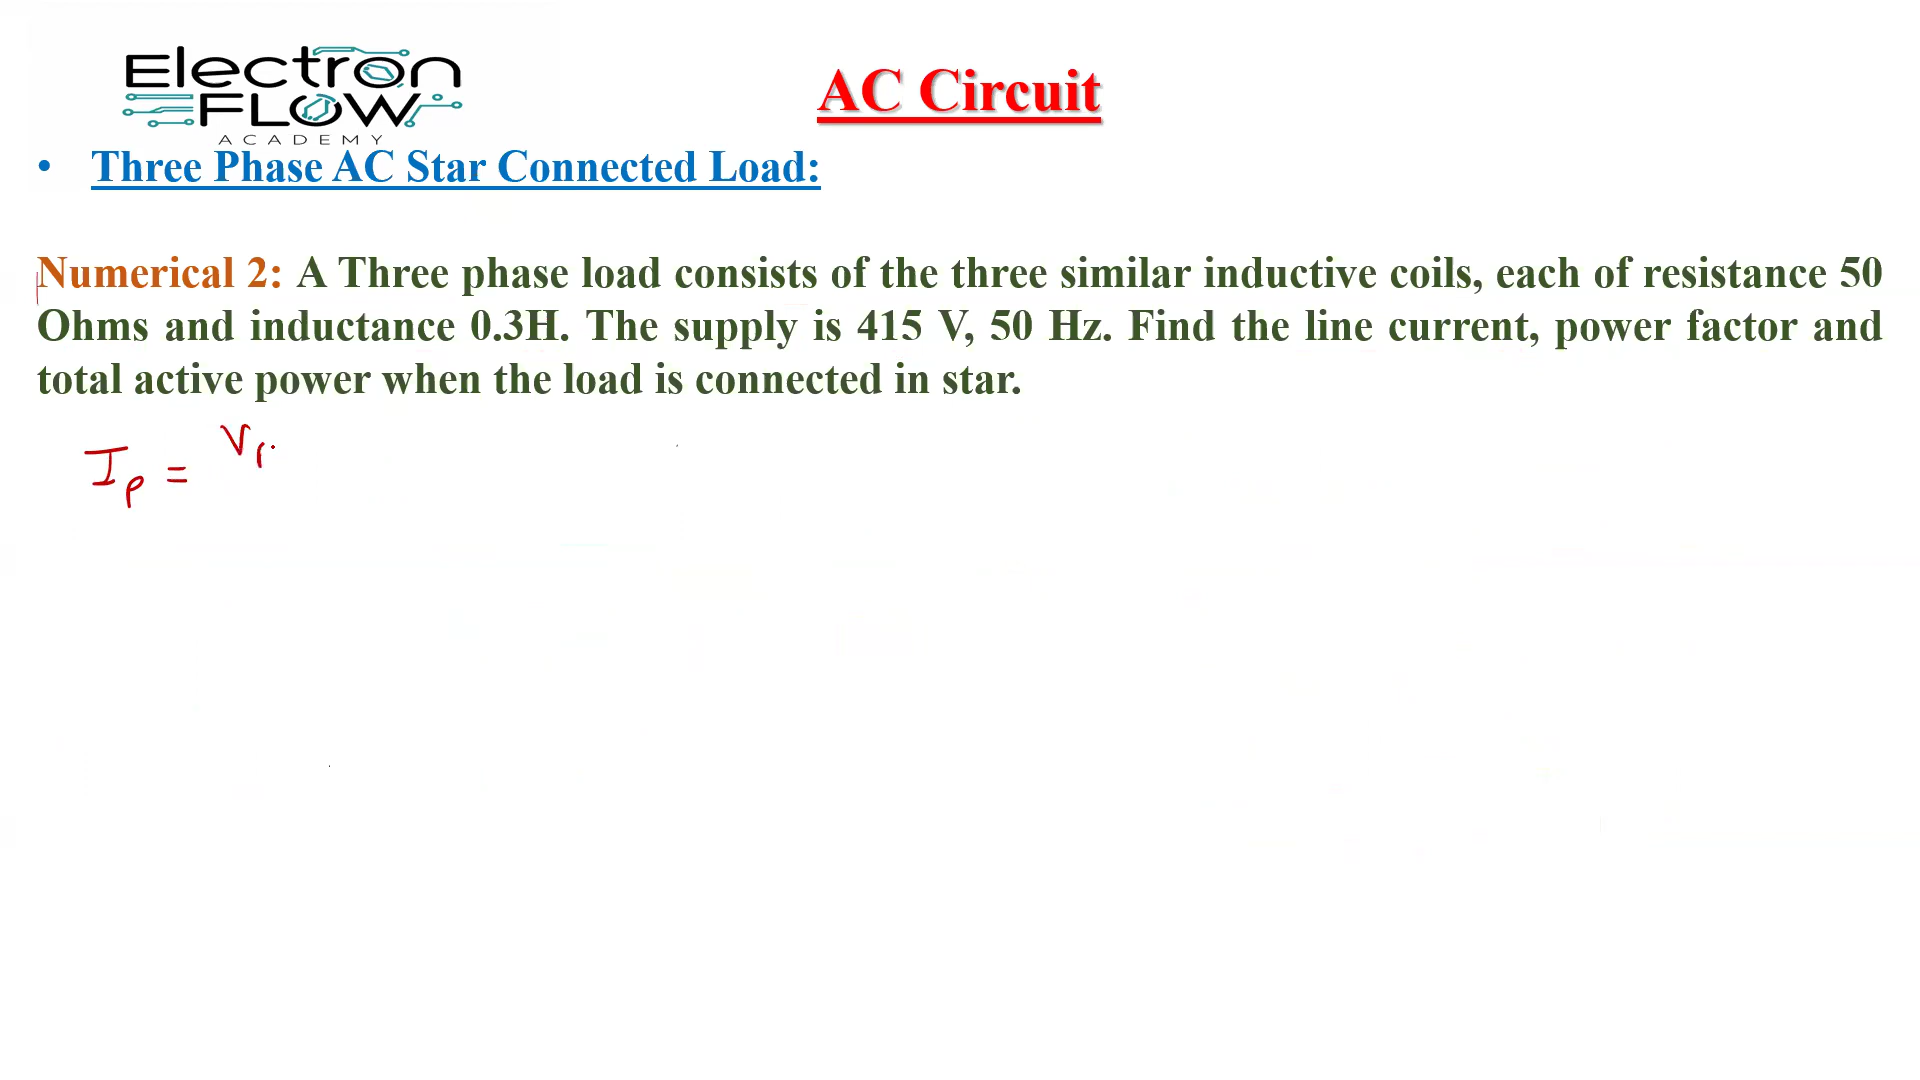 Electron
FLOW
ACADEMY
AC Circuit
• Three Phase AC Star Connected Load:
Numerical 2: A Three phase load consists of the three similar inductive coils, each of resistance 50
Ohms and inductance 0.3H. The supply is 415 V, 50 Hz. Find the line current, power factor and
total active power when the load is connected in star.
I_p = V